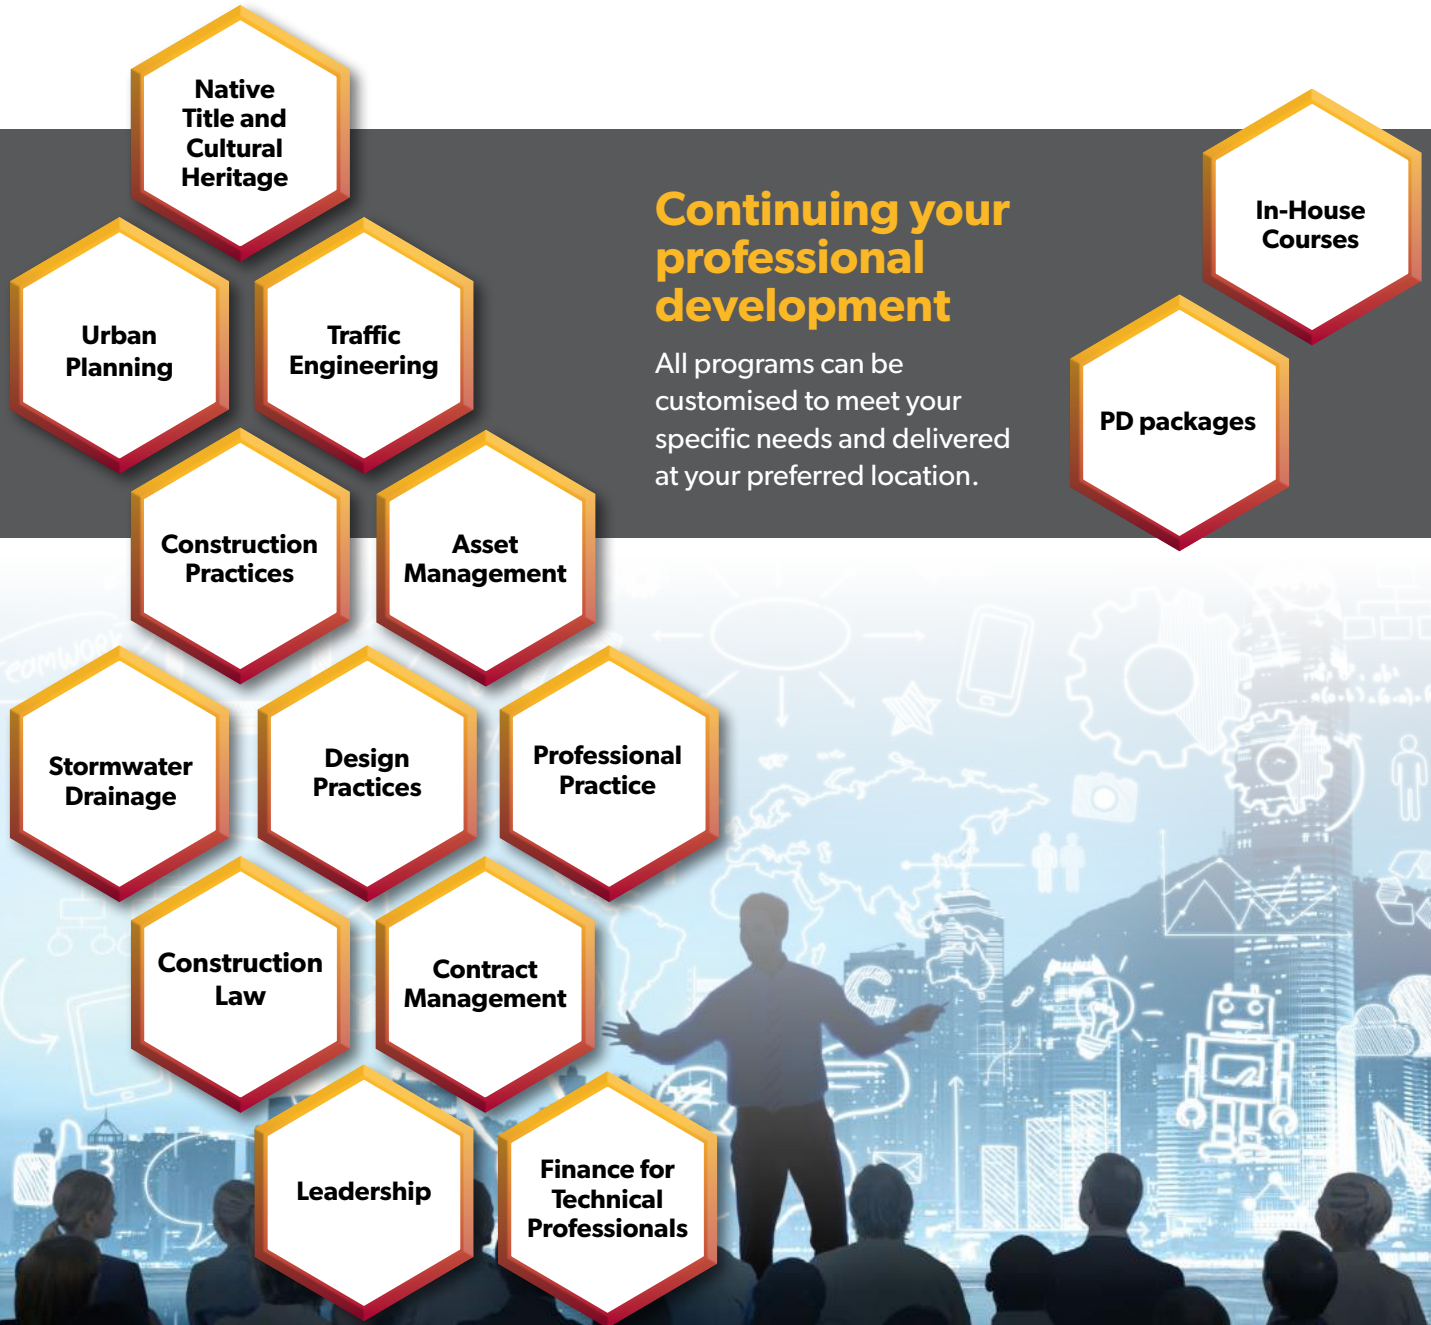 Native
Title and
Cultural
Heritage
Urban
Planning
Traffic
Engineering
Continuing your
professional
development
All programs can be
customised to meet your
specific needs and delivered
at your preferred location.
In-House
Courses
PD packages
Construction
Practices
Asset
Management
Stormwater
Drainage
Design
Practices
Professional
Practice
Construction
Law
Contract
Management
Leadership
Finance for
Technical
Professionals